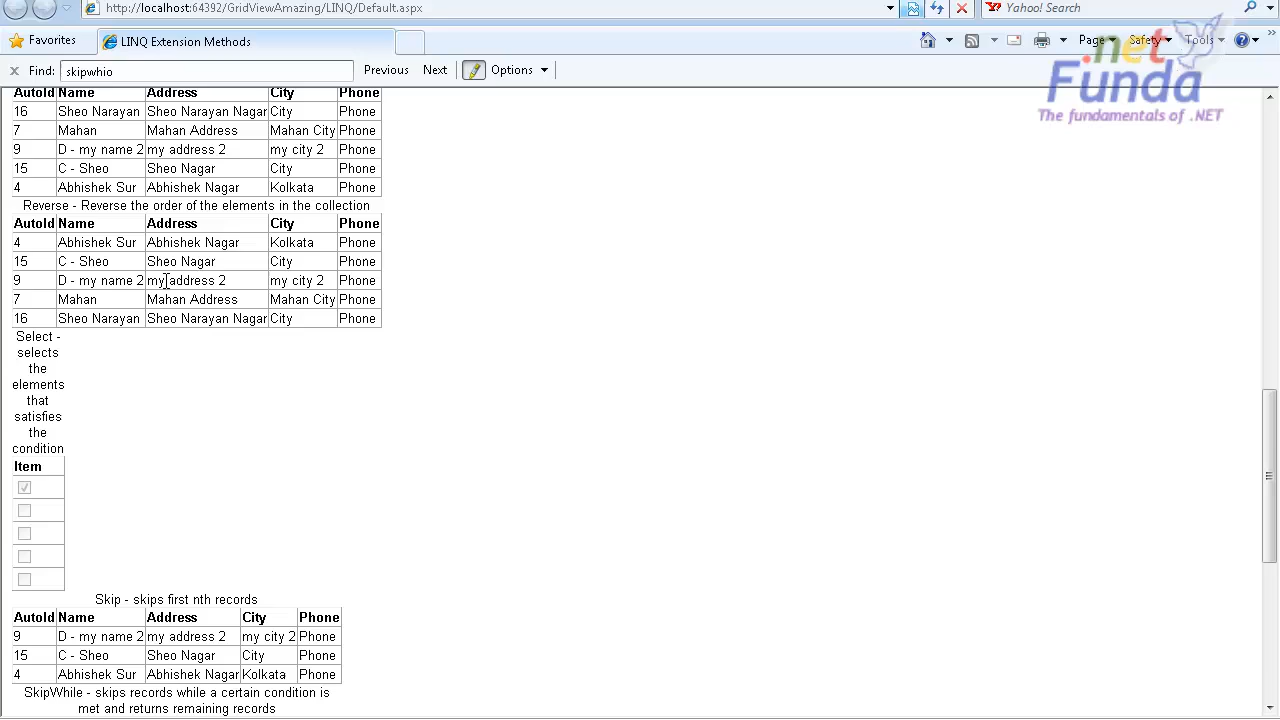 http://localhost:64392/GridViewAmazing/LINQ/Default.aspx
Yahoo! Search
Favorites
LINQ Extension Methods
Page
Safety
Tools
Find:
skipwhio
Previous
Next
Options
.net
Funda
The fundamentals of .NET
AutoId Name Address City Phone
16 Sheo Narayan Sheo Narayan Nagar City Phone
7 Mahan Mahan Address Mahan City Phone
9 D - my name 2 my address 2 my city 2 Phone
15 C - Sheo Sheo Nagar City Phone
4 Abhishek Sur Abhishek Nagar Kolkata Phone
Reverse - Reverse the order of the elements in the collection
AutoId Name Address City Phone
4 Abhishek Sur Abhishek Nagar Kolkata Phone
15 C - Sheo Sheo Nagar City Phone
9 D - my name 2 my address 2 my city 2 Phone
7 Mahan Mahan Address Mahan City Phone
16 Sheo Narayan Sheo Narayan Nagar City Phone
Select -
selects
the
elements
that
satisfies
the
condition
Item
Skip - skips first nth records
AutoId Name Address City Phone
9 D - my name 2 my address 2 my city 2 Phone
15 C - Sheo Sheo Nagar City Phone
4 Abhishek Sur Abhishek Nagar Kolkata Phone
SkipWhile - skips records while a certain condition is
met and returns remaining records